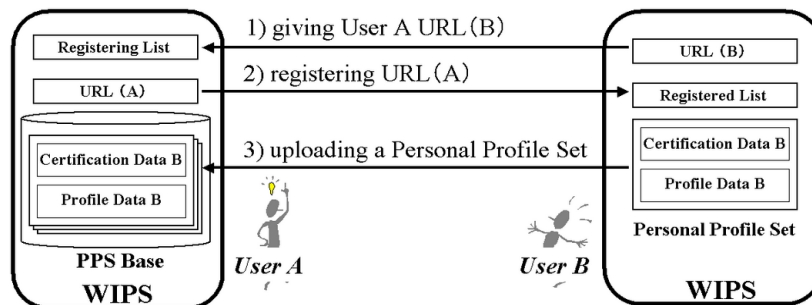 1) giving User A URL(B)
Registering List
URL (B)
2) registering URL(A)
URL (A)
Registered List
3) uploading a Personal Profile Set
Certification Data B
Profile Data B
Certification Data B
Profile Data B
PPS Base
WIPS
User A
User B
Personal Profile Set
WIPS